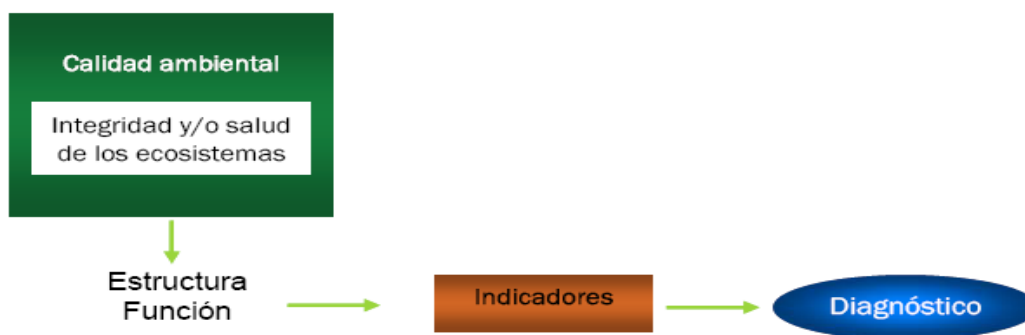 Calidad ambiental
Integridad y/o salud
de los ecosistemas
Estructura
Función
Indicadores
Diagnóstico